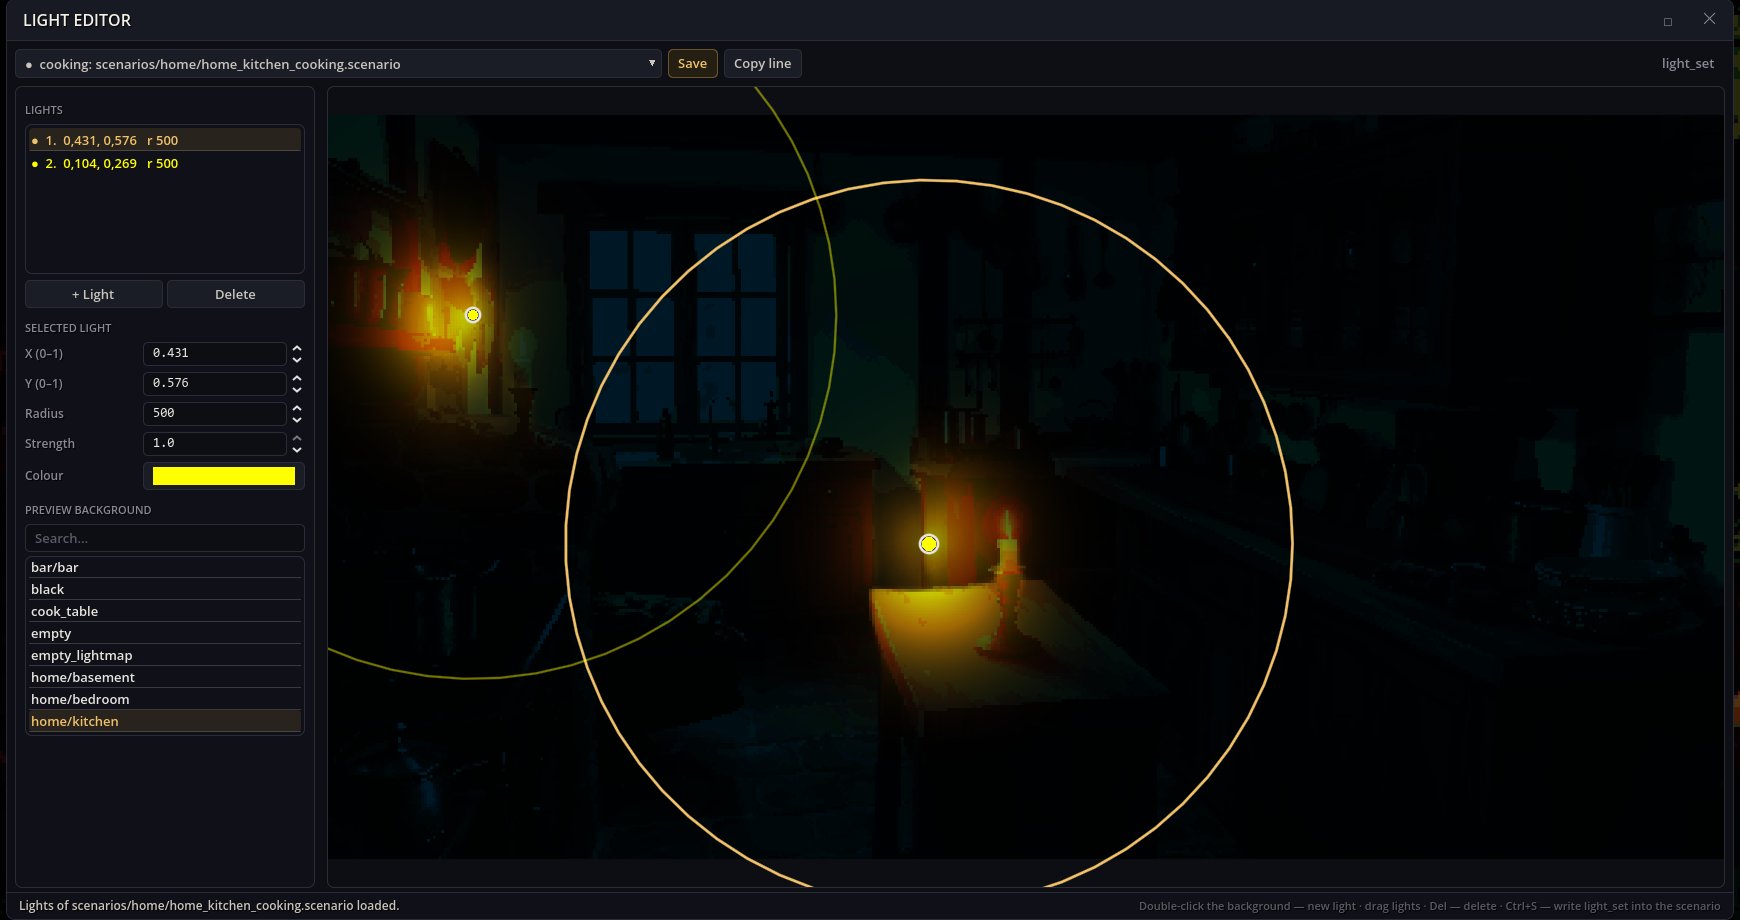 LIGHT EDITOR
● cooking: scenarios/home/home_kitchen_cooking.scenario ▼ Save Copy line light_set
LIGHTS
● 1. 0,431, 0,576 r 500
● 2. 0,104, 0,269 r 500
+ Light Delete
SELECTED LIGHT
X (0–1) 0.431
Y (0–1) 0.576
Radius 500
Strength 1.0
Colour
PREVIEW BACKGROUND
Search...
bar/bar
black
cook_table
empty
empty_lightmap
home/basement
home/bedroom
home/kitchen
Lights of scenarios/home/home_kitchen_cooking.scenario loaded. Double-click the background — new light · drag lights · Del — delete · Ctrl+S — write light_set into the scenario